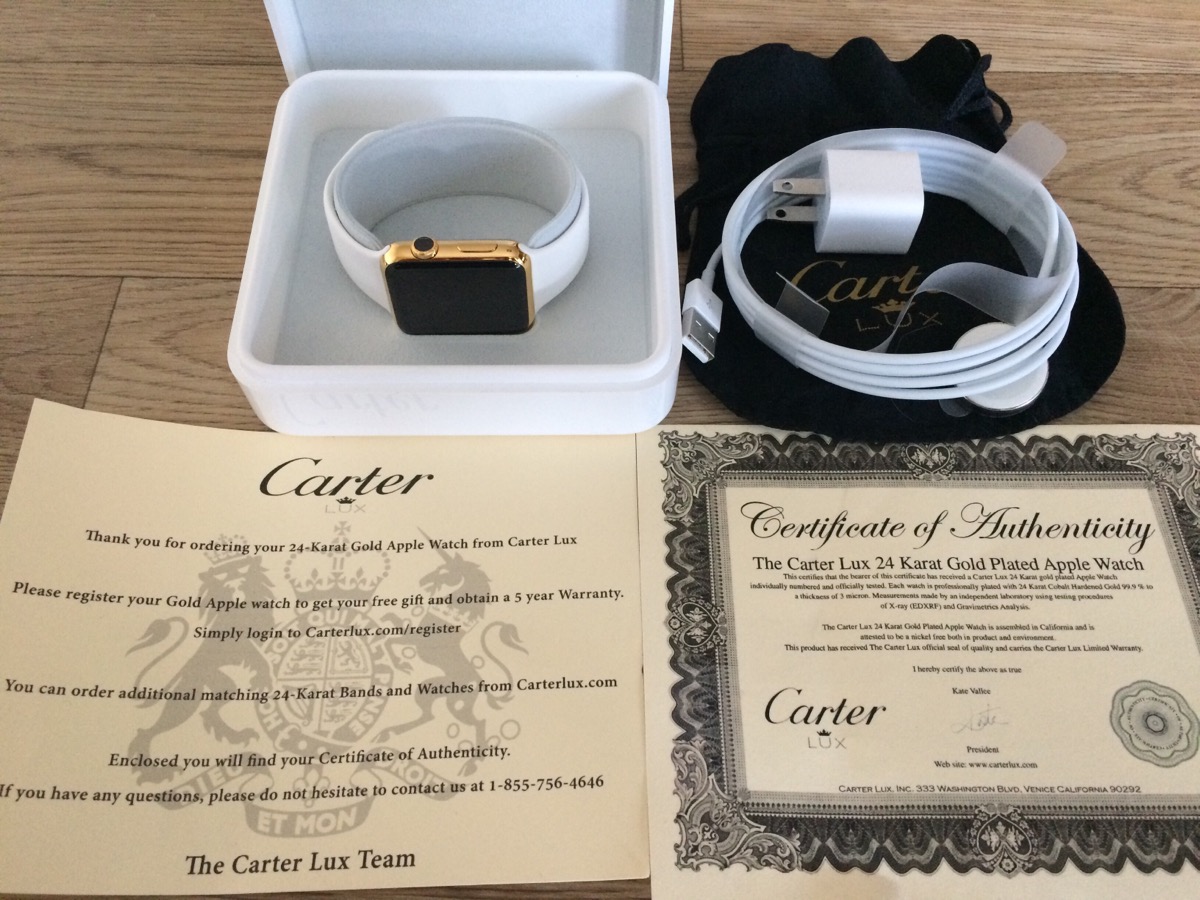 Carter
LUX
Carter
Carter
LUX
Thank you for ordering your 24-Karat Gold Apple Watch from Carter Lux
Please register your Gold Apple watch to get your free gift and obtain a 5 year Warranty.
Simply login to Carterlux.com/register
You can order additional matching 24-Karat Bands and Watches from Carterlux.com
Enclosed you will find your Certificate of Authenticity.
If you have any questions, please do not hesitate to contact us at 1-855-756-4646
ET MON
The Carter Lux Team
Certificate of Authenticity
The Carter Lux 24 Karat Gold Plated Apple Watch
This certifies that the bearer of this certificate has received a Carter Lux 24 Karat gold plated Apple Watch
individually numbered and officially tested. Each watch is professionally plated with 24 Karat Cobalt Hardened Gold 99.9 % to
a thickness of 3 micron. Measurements made by an independent laboratory using testing procedures
of X-ray (EDXRF) and Gravimetrics Analysis.
The Carter Lux 24 Karat Gold Plated Apple Watch is assembled in California and is
attested to be a nickel free both in product and environment.
This product has received The Carter Lux official seal of quality and carries the Carter Lux Limited Warranty.
I hereby certify the above as true
Kate Vallee
President
Web site: www.carterlux.com
Carter
LUX
CARTER LUX, INC. 333 WASHINGTON BLVD, VENICE CALIFORNIA 90292